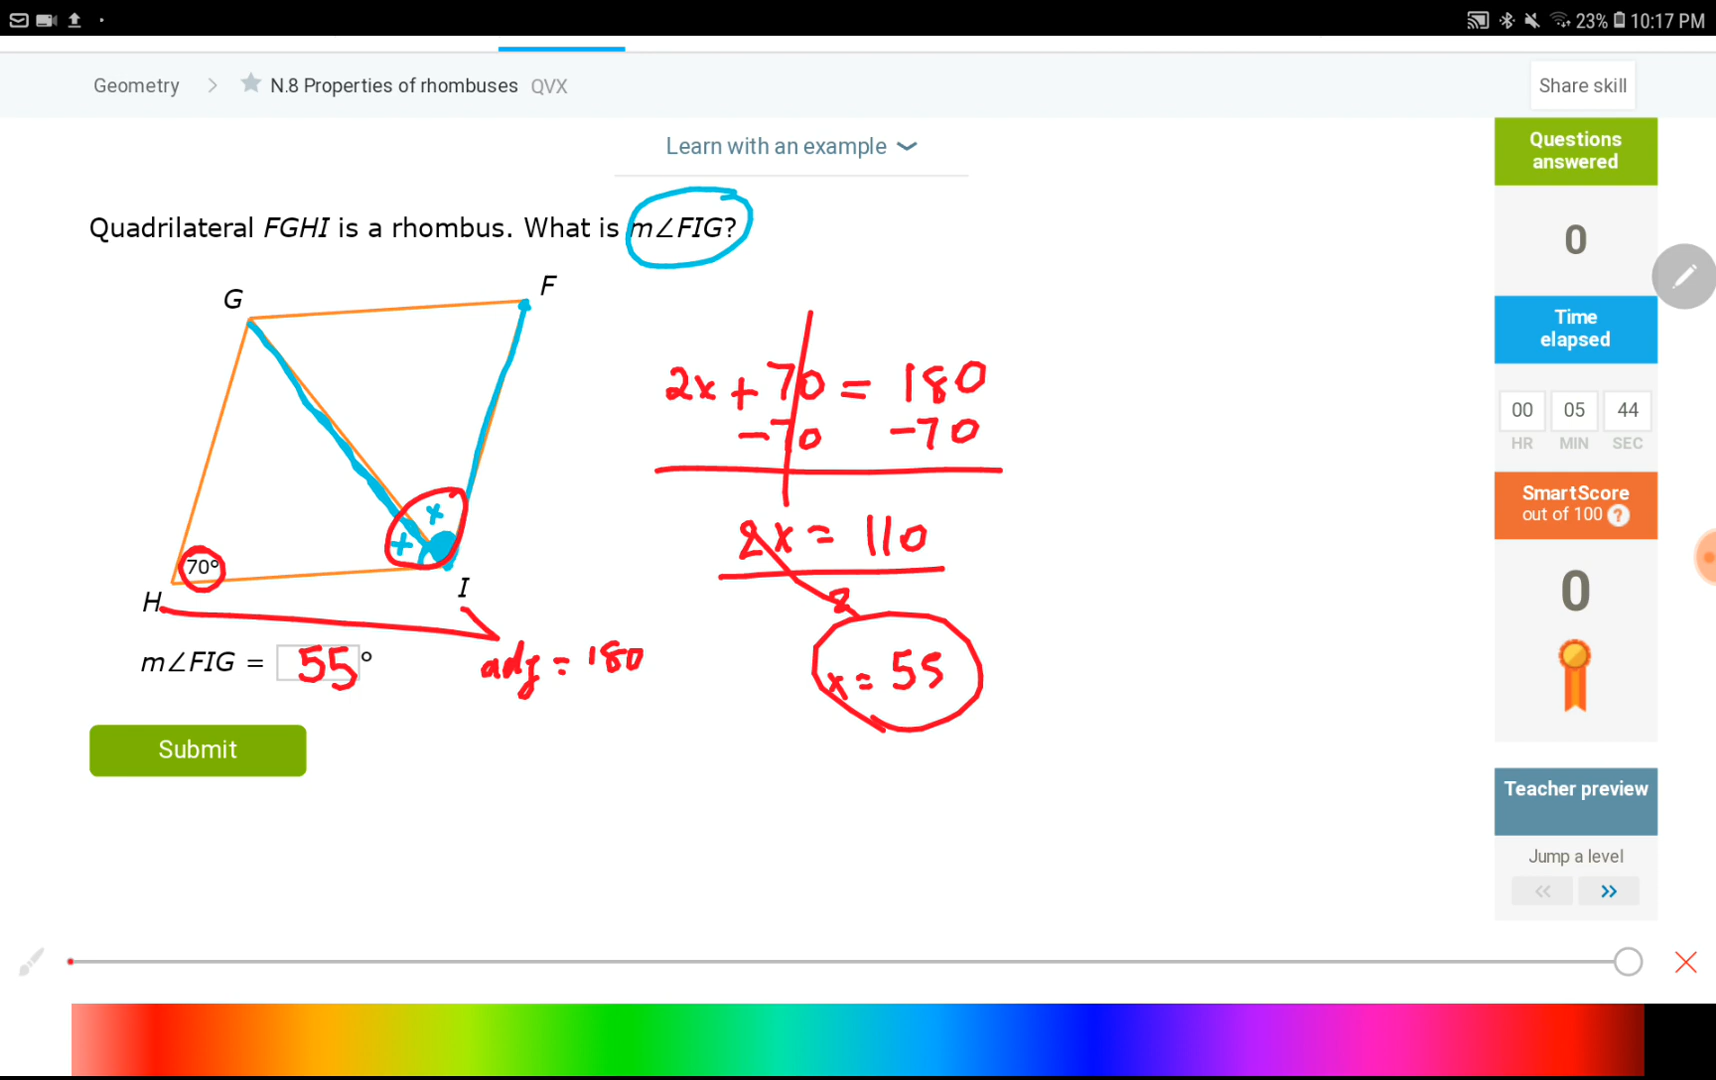 23% 10:17 PM
Geometry > N.8 Properties of rhombuses QVX
Share skill
Learn with an example
Quadrilateral FGHI is a rhombus. What is m∠FIG?
G
F
x
x
70°
H
I
adj = 180
m∠FIG = 55 °
Submit
2x + 70 = 180
-70 -70
2x = 110
2
x = 55
Questions
answered
0
Time
elapsed
00 05 44
HR MIN SEC
SmartScore
out of 100 ?
0
Teacher preview
Jump a level
<< >>